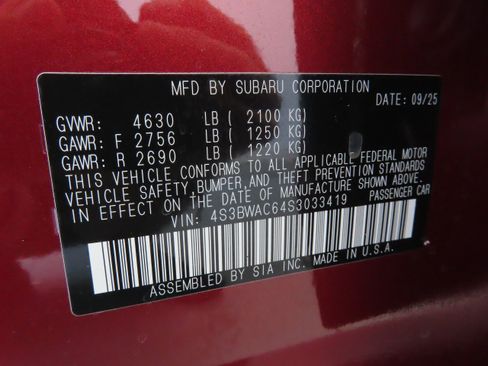 MFD BY SUBARU CORPORATION
DATE: 09/25
GVWR: 4630 LB ( 2100 KG)
GAWR: F 2756 LB ( 1250 KG)
GAWR: R 2690 LB ( 1220 KG)
THIS VEHICLE CONFORMS TO ALL APPLICABLE FEDERAL MOTOR
VEHICLE SAFETY,BUMPER,AND THEFT PREVENTION STANDARDS
IN EFFECT ON THE DATE OF MANUFACTURE SHOWN ABOVE.
VIN: 4S3BWAC64S3033419 PASSENGER CAR
ASSEMBLED BY SIA INC. MADE IN U.S.A.